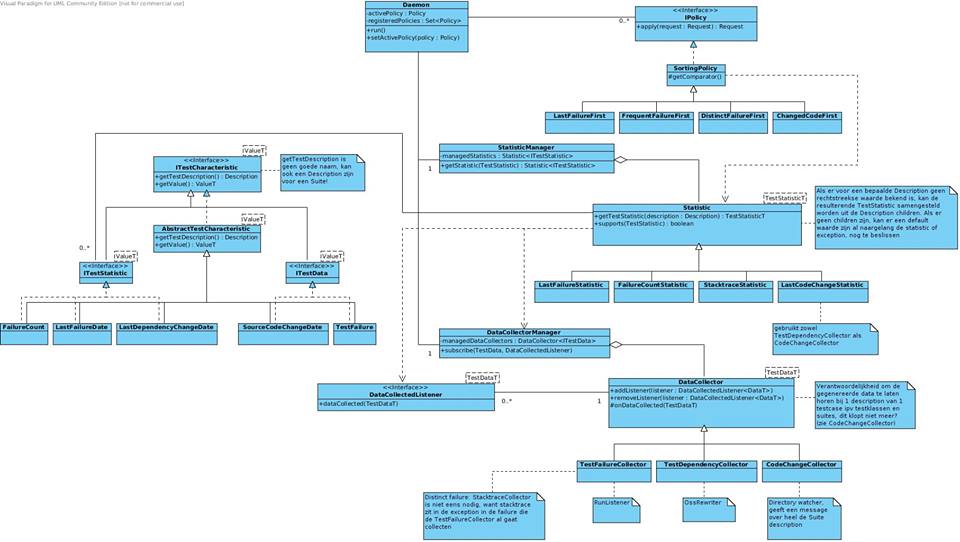 Visual Paradigm for UML Community Edition [not for commercial use]
Daemon
-activePolicy : Policy
-registeredPolicies : Set<Policy>
+run()
+setActivePolicy(policy : Policy)
0..*
<<Interface>>
IPolicy
+apply(request : Request) : Request
SortingPolicy
#getComparator()
LastFailureFirst
FrequentFailureFirst
DistinctFailureFirst
ChangedCodeFirst
StatisticManager
-managedStatistics : Statistic<ITestStatistic>
+getStatistic(TestStatistic) : Statistic<ITestStatistic>
1
IValueT
<<Interface>>
ITestCharacteristic
+getTestDescription() : Description
+getValue() : ValueT
getTestDescription is
geen goede naam, kan
ook een Description zijn
voor een Suite!
IValueT
AbstractTestCharacteristic
+getTestDescription() : Description
+getValue() : ValueT
TestStatisticT
Statistic
+getTestStatistic(description : Description) : TestStatisticT
+supports(TestStatistic) : boolean
Als er voor een bepaalde Description geen
rechtstreekse waarde bekend is, kan de
resulterende TestStatistic samengesteld
worden uit de Description children. Als er
geen children zijn, kan er een default
waarde zijn al naargelang de statistic of
exception, nog te beslissen
0..*
IValueT
<<Interface>>
ITestStatistic
IValueT
<<Interface>>
ITestData
FailureCount
LastFailureDate
LastDependencyChangeDate
SourceCodeChangeDate
TestFailure
LastFailureStatistic
FailureCountStatistic
StacktraceStatistic
LastCodeChangeStatistic
gebruikt zowel
TestDependencyCollector als
CodeChangeCollector
DataCollectorManager
-managedDataCollectors : DataCollector<ITestData>
+subscribe(TestData, DataCollectedListener)
1
TestDataT
<<Interface>>
DataCollectedListener
+dataCollected(TestDataT)
0..*
1
TestDataT
DataCollector
+addListener(listener : DataCollectedListener<DataT>)
+removeListener(listener : DataCollectedListener<DataT>)
#onDataCollected(TestDataT)
Verantwoordelijkheid om de
gegenereerde data te laten
horen bij 1 description van 1
testcase ipv testklassen en
suites, dit klopt niet meer?
(zie CodeChangeCollector)
TestFailureCollector
TestDependencyCollector
CodeChangeCollector
Distinct failure: StacktraceCollector
is niet eens nodig, want stacktrace
zit in de exception in de failure die
de TestFailureCollector al gaat
collecten
RunListener
OssRewriter
Directory watcher,
geeft een message
over heel de Suite
description